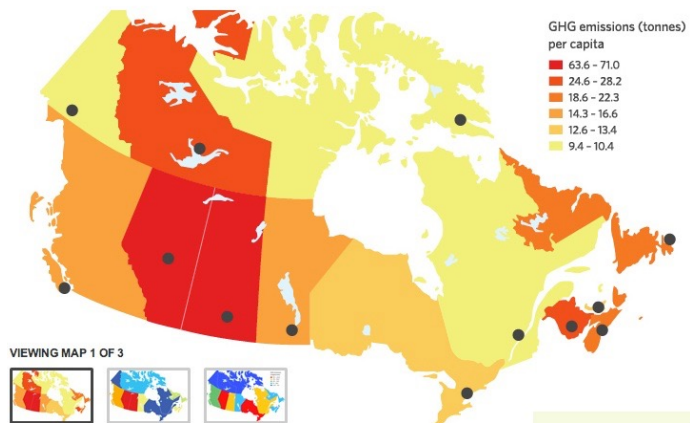 GHG emissions (tonnes)
per capita
63.6 – 71.0
24.6 – 28.2
18.6 – 22.3
14.3 – 16.6
12.6 – 13.4
9.4 – 10.4
VIEWING MAP 1 OF 3